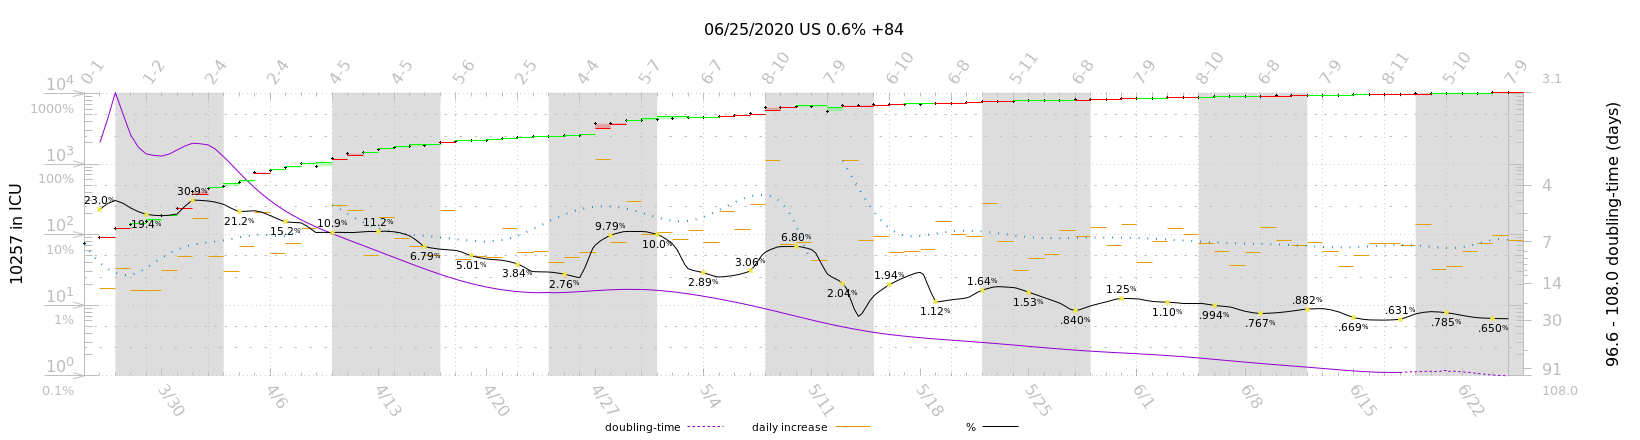 06/25/2020 US 0.6% +84
0-1 1-2 2-4 2-4 4-5 4-5 5-6 2-5 4-4 5-7 6-7 8-10 7-9 6-10 6-8 5-11 6-8 7-9 8-10 6-8 7-9 8-11 5-10 7-9
10⁴ 3.1
1000%
10³
100% 4
23.0% 30.9%
19.4% 21.2% 10.9% 11.2% 9.79%
15.2% 10.0% 6.80%
10² 7
10% 6.79% 5.01% 3.84% 2.76% 2.89% 3.06% 2.04% 1.94% 1.64% 14
10¹ 1.12% 1.53% 1.25% .882%
1% .840% 1.10% .994% .767% .669% .631% .785% .650% 30
10⁰ 91
0.1% 108.0
3/30 4/6 4/13 4/20 4/27 5/4 5/11 5/18 5/25 6/1 6/8 6/15 6/22
10257 in ICU
96.6 - 108.0 doubling-time (days)
doubling-time daily increase %